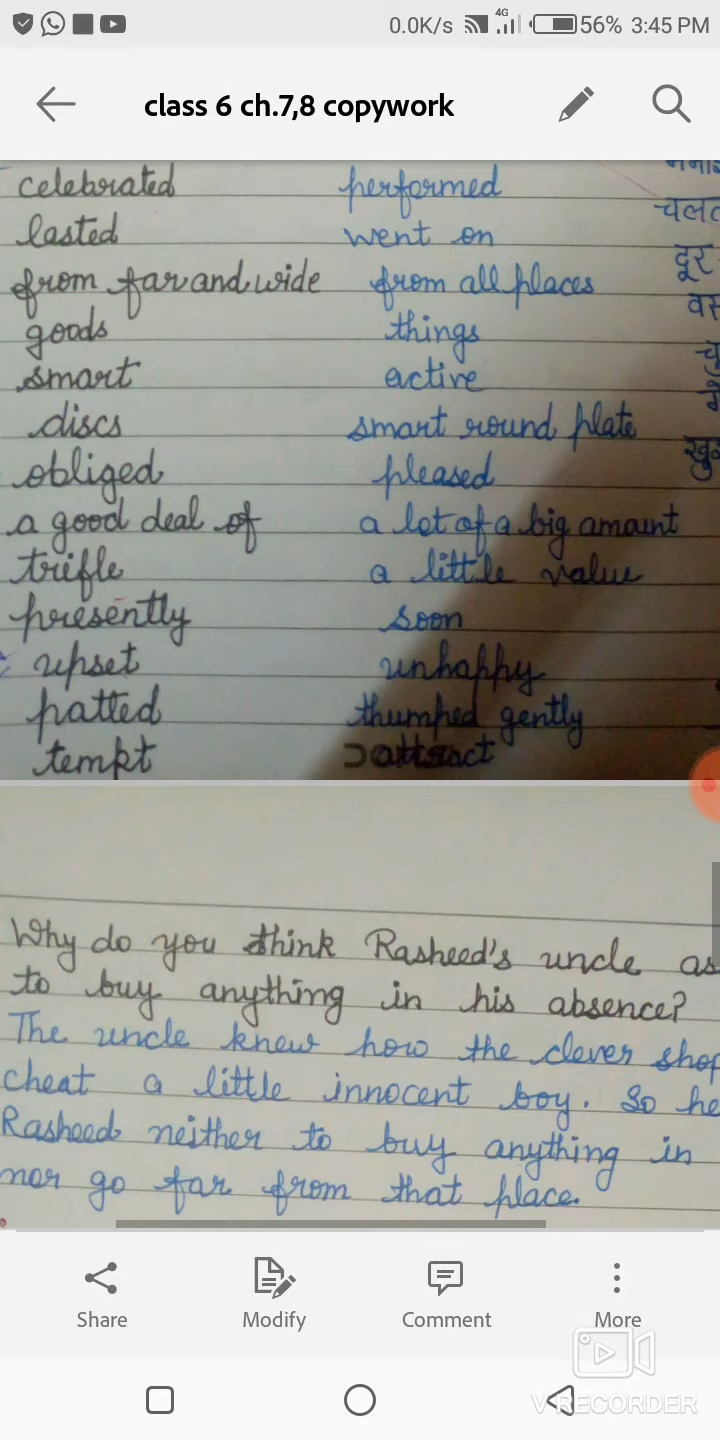 0.0K/s 4G 56% 3:45 PM
class 6 ch.7,8 copywork
celebrated performed
lasted went on चलत
from far and wide from all places दूर
goods things
smart active
discs smart round plate
obliged pleased
a good deal of a lot of a big amaint
trifle a little value
presently soon
upset unhappy
patted thumped gently
tempt attract
Why do you think Rasheed's uncle as
to buy anything in his absence?
The uncle knew how the clever shop
cheat a little innocent boy. So he
Rasheed neither to buy anything in
nor go far from that place.
Share Modify Comment More
V RECORDER